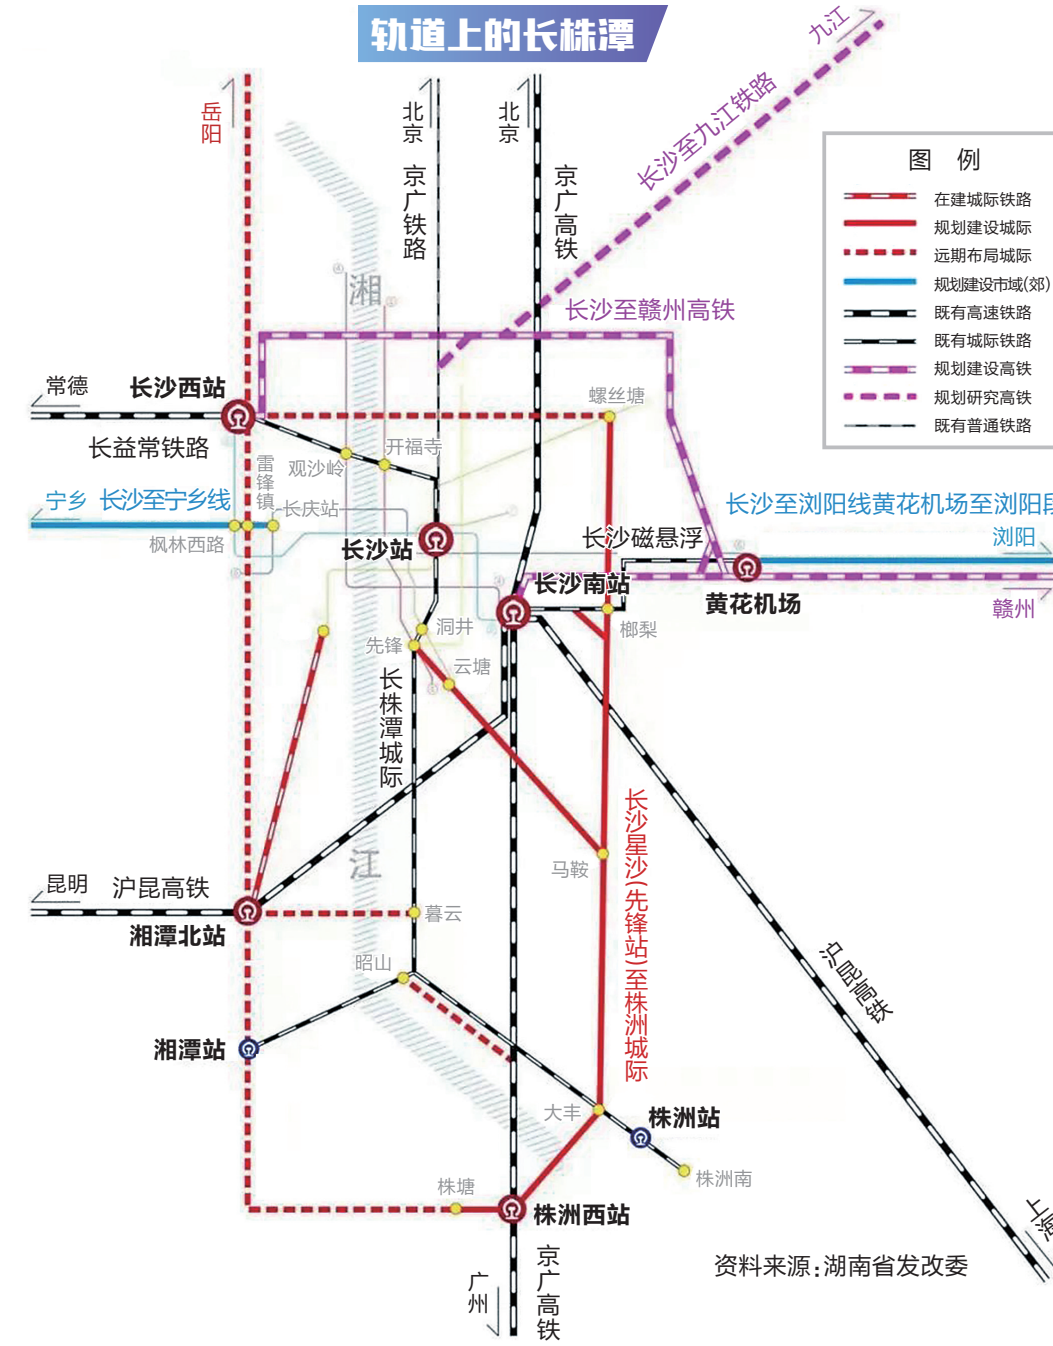 轨道上的长株潭
九江
岳阳
北京
北京
京广铁路
京广高铁
长沙至九江铁路
图 例
在建城际铁路
规划建设城际
远期布局城际
规划建设市域(郊)
既有高速铁路
既有城际铁路
规划建设高铁
规划研究高铁
既有普通铁路
湘
长沙至赣州高铁
常德
长沙西站
螺丝塘
长益常铁路
开福寺
观沙岭
雷锋镇
宁乡
长沙至宁乡线
长庆站
枫林西路
长沙站
长沙磁悬浮
长沙至浏阳线黄花机场至浏阳段
浏阳
长沙南站
黄花机场
赣州
榔梨
洞井
先锋
云塘
长株潭城际
江
马鞍
长沙星沙(先锋站)至株洲城际
昆明
沪昆高铁
湘潭北站
暮云
昭山
沪昆高铁
湘潭站
大丰
株洲站
株洲南
株塘
株洲西站
上海
广州
京广高铁
资料来源:湖南省发改委